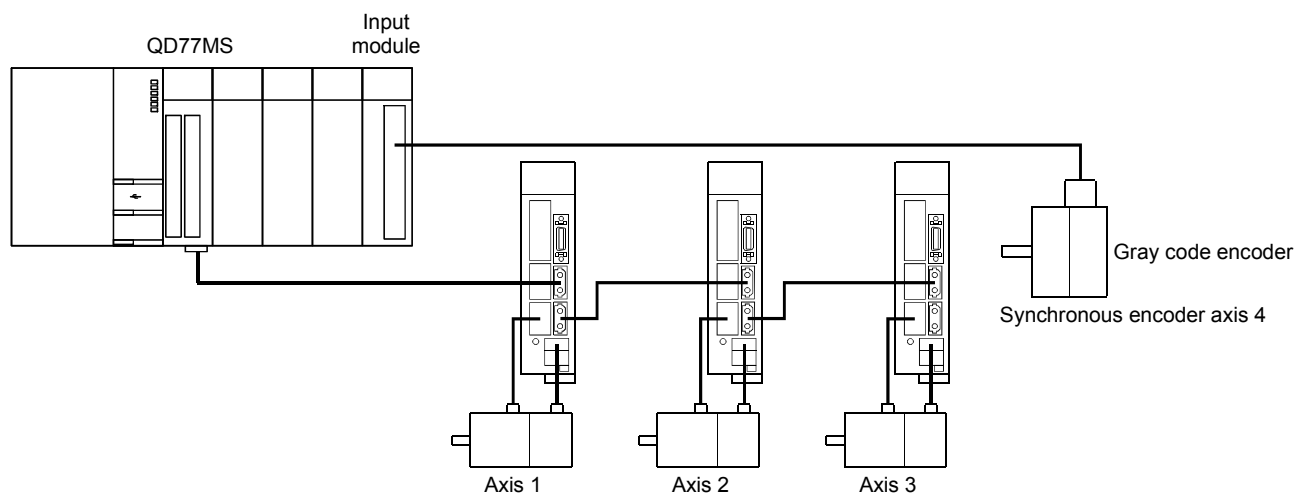 Input
module
QD77MS
Gray code encoder
Synchronous encoder axis 4
Axis 1
Axis 2
Axis 3